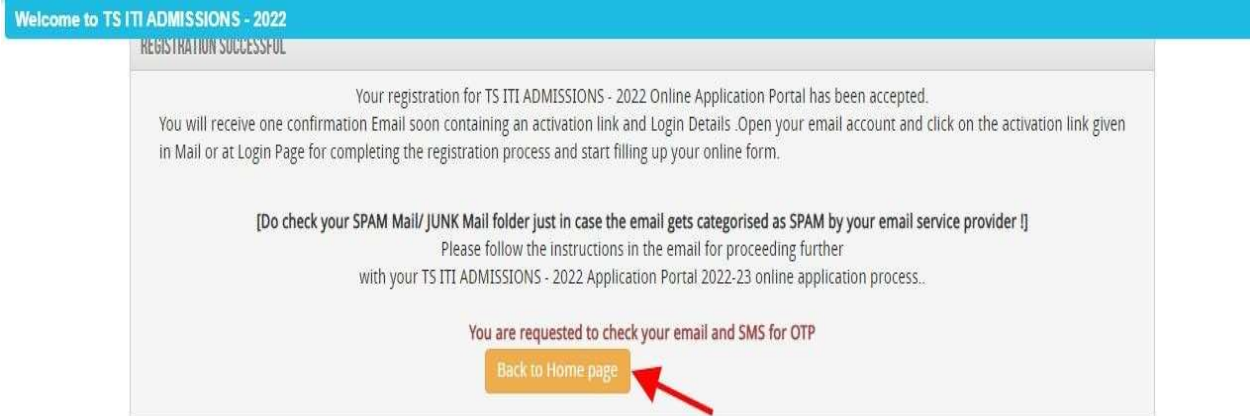 Welcome to TS ITI ADMISSIONS - 2022
REGISTRATION SUCCESSFUL
Your registration for TS ITI ADMISSIONS - 2022 Online Application Portal has been accepted.
You will receive one confirmation Email soon containing an activation link and Login Details .Open your email account and click on the activation link given
in Mail or at Login Page for completing the registration process and start filling up your online form.
[Do check your SPAM Mail/ JUNK Mail folder just in case the email gets categorised as SPAM by your email service provider !]
Please follow the instructions in the email for proceeding further
with your TS ITI ADMISSIONS - 2022 Application Portal 2022-23 online application process..
You are requested to check your email and SMS for OTP
Back to Home page